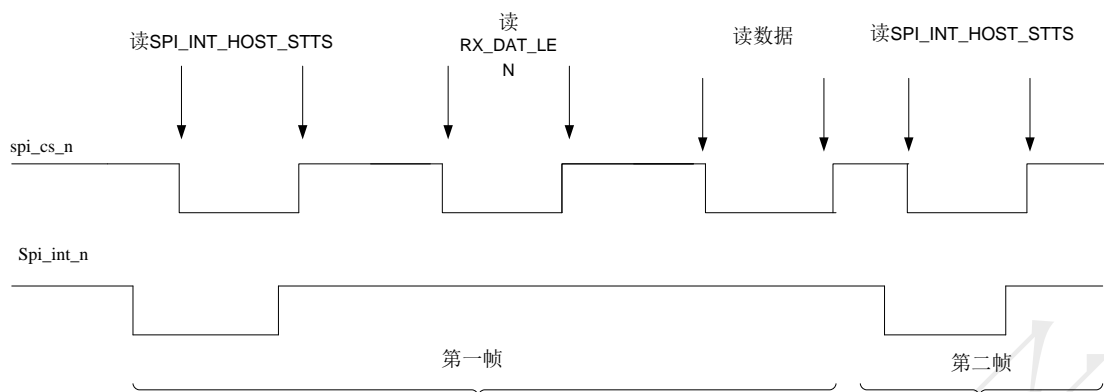 读SPI_INT_HOST_STTS
读
RX_DAT_LE
N
读数据
读SPI_INT_HOST_STTS
spi_cs_n
Spi_int_n
第一帧
第二帧